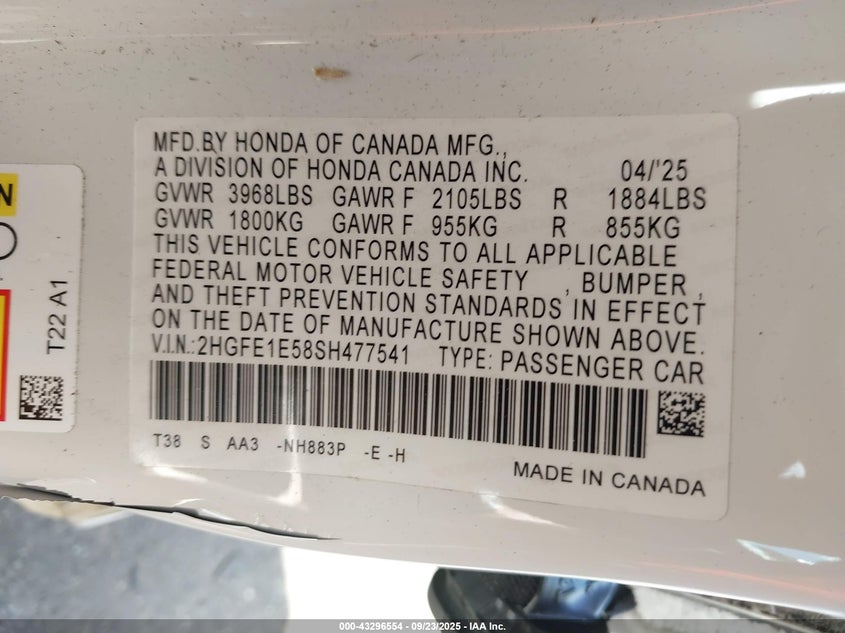 MFD.BY HONDA OF CANADA MFG.,
A DIVISION OF HONDA CANADA INC. 04/'25
GVWR 3968LBS GAWR F 2105LBS R 1884LBS
GVWR 1800KG GAWR F 955KG R 855KG
THIS VEHICLE CONFORMS TO ALL APPLICABLE
FEDERAL MOTOR VEHICLE SAFETY , BUMPER ,
AND THEFT PREVENTION STANDARDS IN EFFECT
ON THE DATE OF MANUFACTURE SHOWN ABOVE.
V.I.N.:2HGFE1E58SH477541 TYPE: PASSENGER CAR
T38 S AA3 -NH883P -E -H
MADE IN CANADA
N
T22 A1
000-43296554 - 09/23/2025 - IAA Inc.